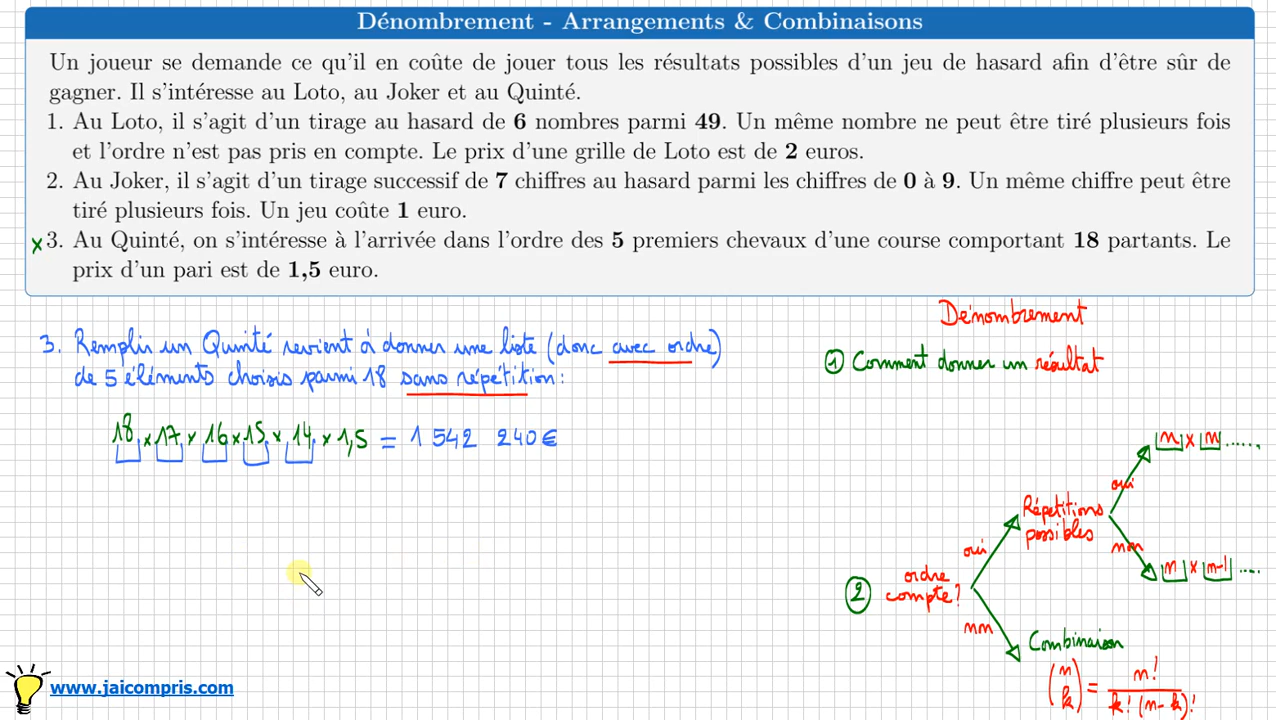 Dénombrement - Arrangements & Combinaisons
Un joueur se demande ce qu'il en coûte de jouer tous les résultats possibles d'un jeu de hasard afin d'être sûr de
gagner. Il s'intéresse au Loto, au Joker et au Quinté.
1. Au Loto, il s'agit d'un tirage au hasard de 6 nombres parmi 49. Un même nombre ne peut être tiré plusieurs fois
et l'ordre n'est pas pris en compte. Le prix d'une grille de Loto est de 2 euros.
2. Au Joker, il s'agit d'un tirage successif de 7 chiffres au hasard parmi les chiffres de 0 à 9. Un même chiffre peut être
tiré plusieurs fois. Un jeu coûte 1 euro.
x 3. Au Quinté, on s'intéresse à l'arrivée dans l'ordre des 5 premiers chevaux d'une course comportant 18 partants. Le
prix d'un pari est de 1,5 euro.
3. Remplir un Quinté revient à donner une liste (donc avec ordre)
de 5 éléments choisis parmi 18 sans répétition :
18 x 17 x 16 x 15 x 14 x 1,5 = 1 542 240 €
Dénombrement
① Comment donner un résultat
② ordre
compte ?
oui
Répétitions
possibles
oui
n x n ......
non
n x n-1 ....
non
Combinaison
(n k) = n! / k! (n-k)!
www.jaicompris.com